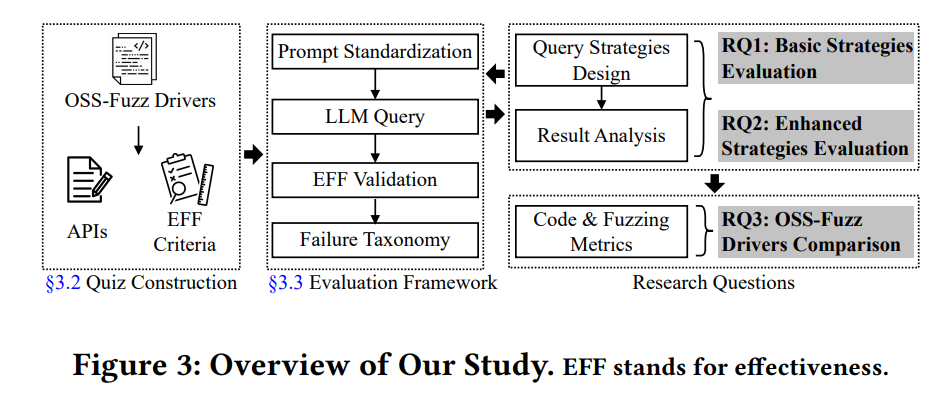 OSS-Fuzz Drivers
APIs
EFF
Criteria
§3.2 Quiz Construction
Prompt Standardization
LLM Query
EFF Validation
Failure Taxonomy
§3.3 Evaluation Framework
Query Strategies
Design
Result Analysis
RQ1: Basic Strategies
Evaluation
RQ2: Enhanced
Strategies Evaluation
Code & Fuzzing
Metrics
RQ3: OSS-Fuzz
Drivers Comparison
Research Questions
Figure 3: Overview of Our Study. EFF stands for effectiveness.